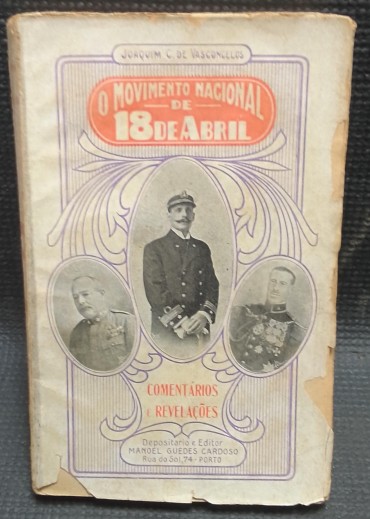 JOAQUIM C. DE VASCONCELOS
O MOVIMENTO NACIONAL
DE
18 DE ABRIL
COMENTÁRIOS
E REVELAÇÕES
Depositario e Editor
MANOEL GUEDES CARDOSO
Rua do Sol, 74 - PORTO